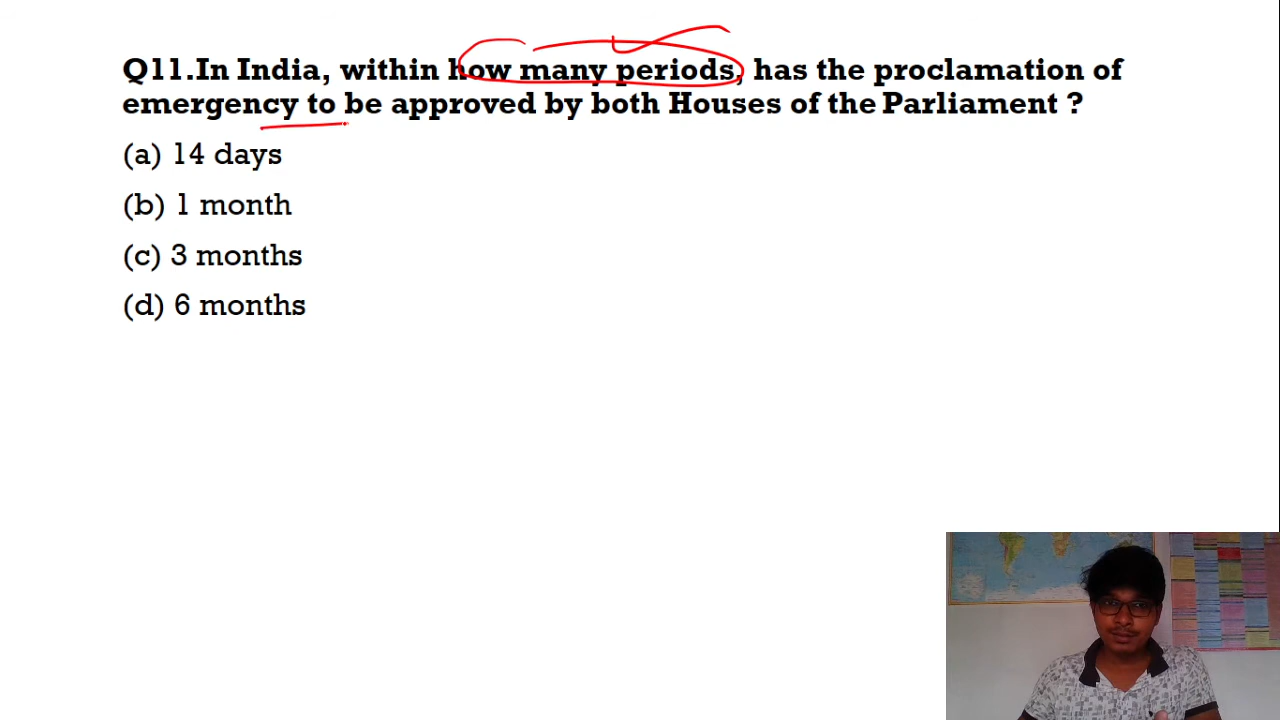 Q11.In India, within how many periods, has the proclamation of
emergency to be approved by both Houses of the Parliament ?
(a) 14 days
(b) 1 month
(c) 3 months
(d) 6 months